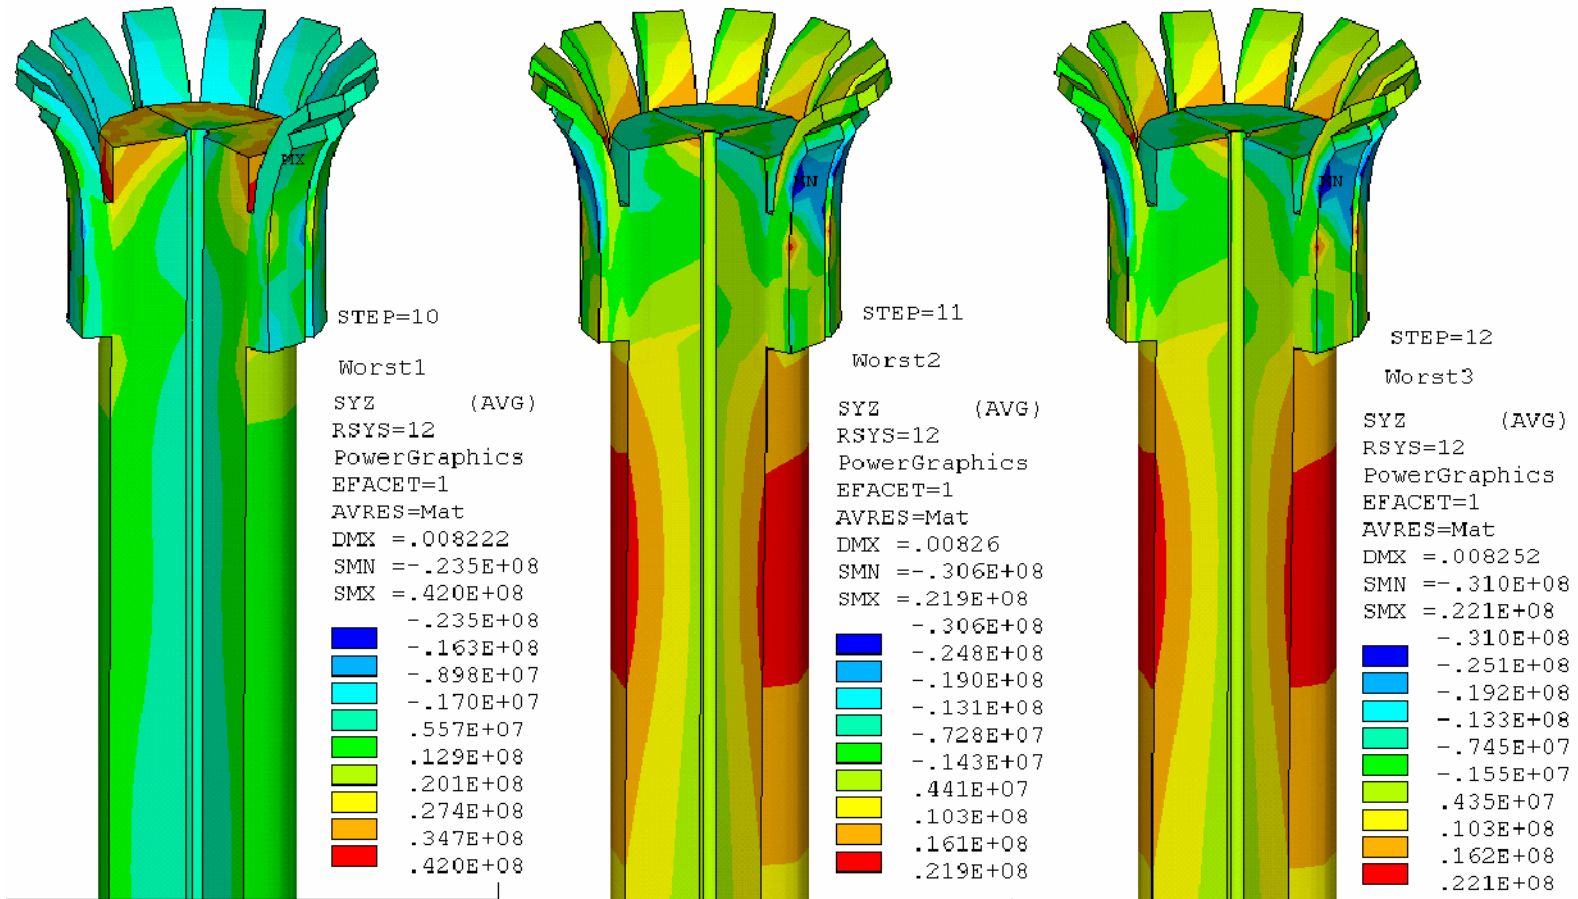 MX
STEP=10
Worst1
SYZ (AVG)
RSYS=12
PowerGraphics
EFACET=1
AVRES=Mat
DMX =.008222
SMN =-.235E+08
SMX =.420E+08
-.235E+08
-.163E+08
-.898E+07
-.170E+07
.557E+07
.129E+08
.201E+08
.274E+08
.347E+08
.420E+08
MN
STEP=11
Worst2
SYZ (AVG)
RSYS=12
PowerGraphics
EFACET=1
AVRES=Mat
DMX =.00826
SMN =-.306E+08
SMX =.219E+08
-.306E+08
-.248E+08
-.190E+08
-.131E+08
-.728E+07
-.143E+07
.441E+07
.103E+08
.161E+08
.219E+08
MN
STEP=12
Worst3
SYZ (AVG)
RSYS=12
PowerGraphics
EFACET=1
AVRES=Mat
DMX =.008252
SMN =-.310E+08
SMX =.221E+08
-.310E+08
-.251E+08
-.192E+08
-.133E+08
-.745E+07
-.155E+07
.435E+07
.103E+08
.162E+08
.221E+08